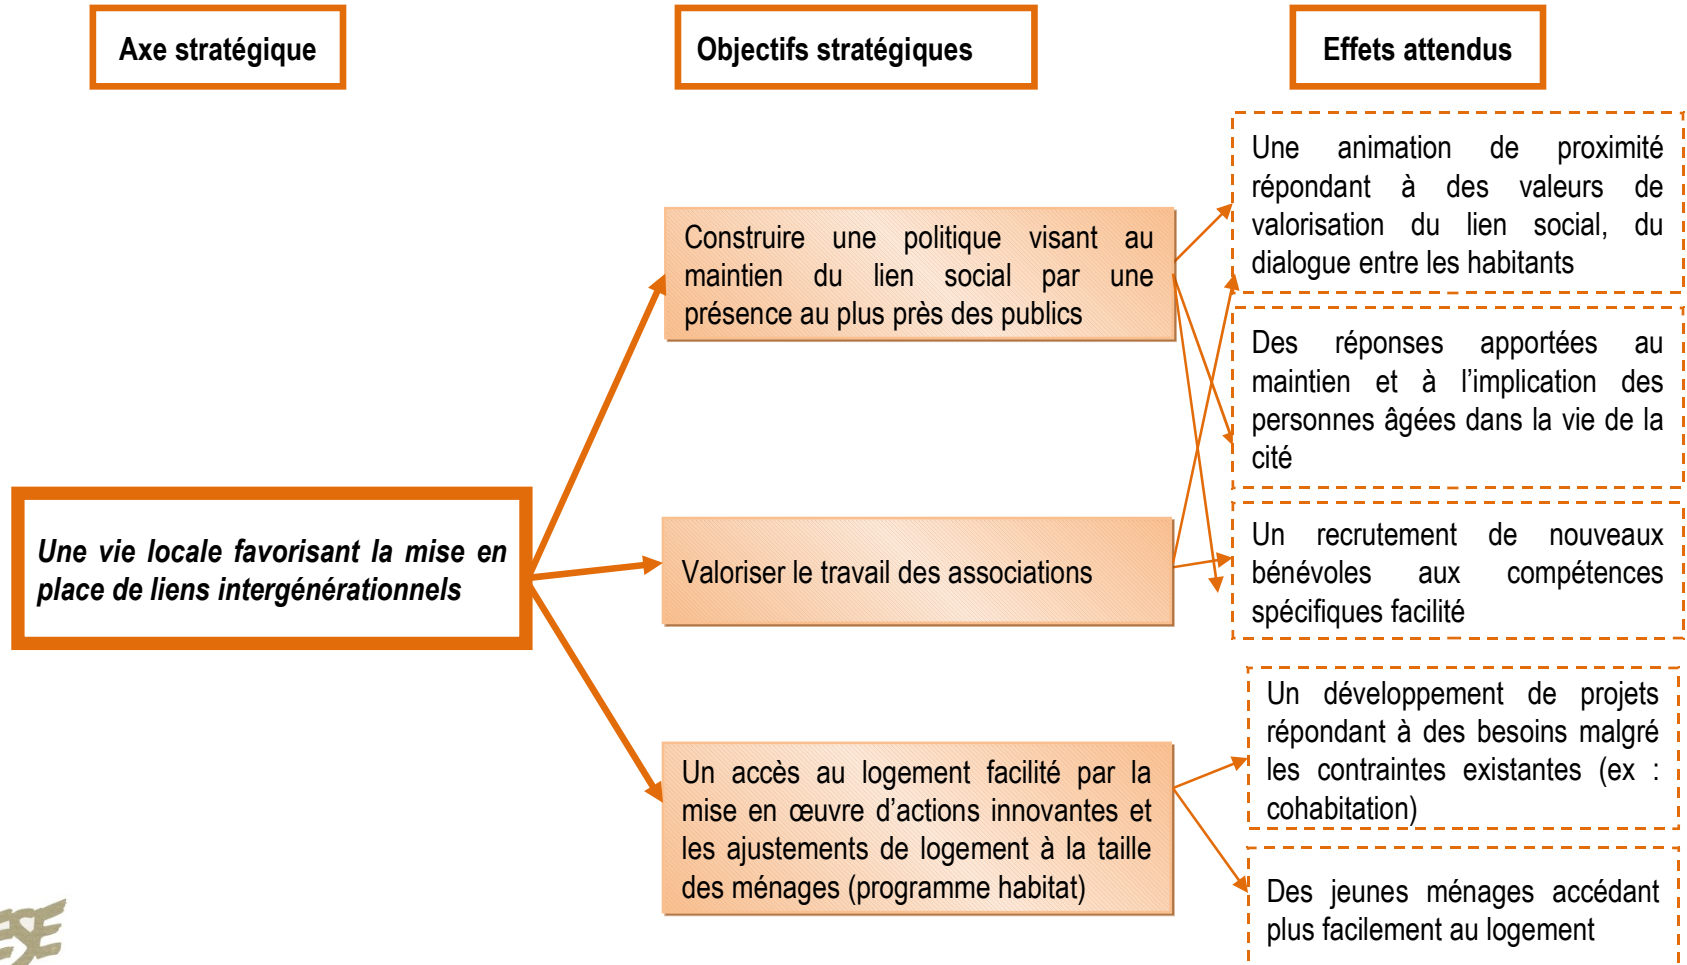 Axe stratégique
Objectifs stratégiques
Effets attendus
Une vie locale favorisant la mise en
place de liens intergénérationnels
Construire une politique visant au
maintien du lien social par une
présence au plus près des publics
Valoriser le travail des associations
Un accès au logement facilité par la
mise en œuvre d’actions innovantes et
les ajustements de logement à la taille
des ménages (programme habitat)
Une animation de proximité
répondant à des valeurs de
valorisation du lien social, du
dialogue entre les habitants
Des réponses apportées au
maintien et à l’implication des
personnes âgées dans la vie de la
cité
Un recrutement de nouveaux
bénévoles aux compétences
spécifiques facilité
Un développement de projets
répondant à des besoins malgré
les contraintes existantes (ex :
cohabitation)
Des jeunes ménages accédant
plus facilement au logement